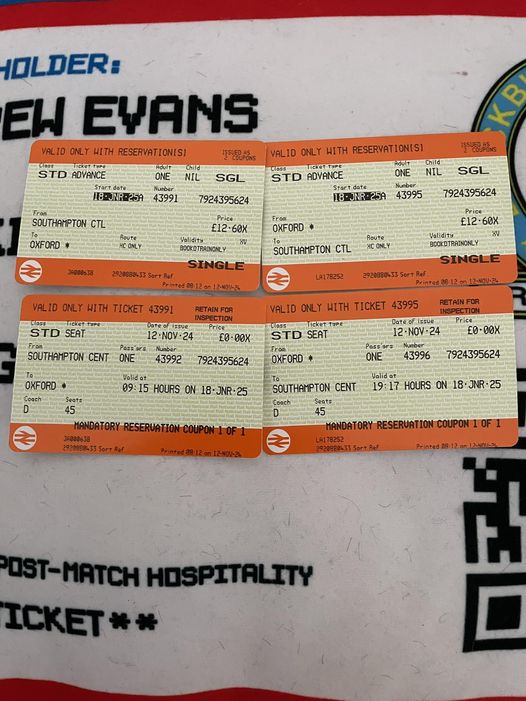 HOLDER:
EW EVANS
KB
VALID ONLY WITH RESERVATION(S) ISSUED AS 2 COUPONS
Class Ticket type Adult Child
STD ADVANCE ONE NIL SGL
Start date Number
18·JNR·25A 43991 7924395624
From Price
SOUTHAMPTON CTL £12·60X
To Route Validity XV
OXFORD * XC ONLY BOOKDTRAINONLY
SINGLE
JA000638 2920880433 Sort Ref
Printed 08:12 on 12-NOV-24
VALID ONLY WITH RESERVATION(S) ISSUED AS 2 COUPONS
Class Ticket type Adult Child
STD ADVANCE ONE NIL SGL
Start date Number
18·JNR·25A 43995 7924395624
From Price
OXFORD * £12·60X
To Route Validity XV
SOUTHAMPTON CTL XC ONLY BOOKDTRAINONLY
SINGLE
LA178252 2920880433 Sort Ref
Printed 08:12 on 12-NOV-24
VALID ONLY WITH TICKET 43991 RETAIN FOR INSPECTION
Class Ticket type Date of issue Price
STD SEAT 12·NOV·24 £0·00X
From Pass'ors Number
SOUTHAMPTON CENT ONE 43992 7924395624
To Valid at
OXFORD * 09:15 HOURS ON 18·JNR·25
Coach Seats
D 45
MANDATORY RESERVATION COUPON 1 OF 1
JA000638
2920880433 Sort Ref Printed 08:12 on 12-NOV-24
VALID ONLY WITH TICKET 43995 RETAIN FOR INSPECTION
Class Ticket type Date of issue Price
STD SEAT 12·NOV·24 £0·00X
From Pass'ors Number
OXFORD * ONE 43996 7924395624
To Valid at
SOUTHAMPTON CENT 19:17 HOURS ON 18·JNR·25
Coach Seats
D 45
MANDATORY RESERVATION COUPON 1 OF 1
LA178252
2920880433 Sort Ref Printed 08:12 on 12-NOV-24
POST-MATCH HOSPITALITY
TICKET**